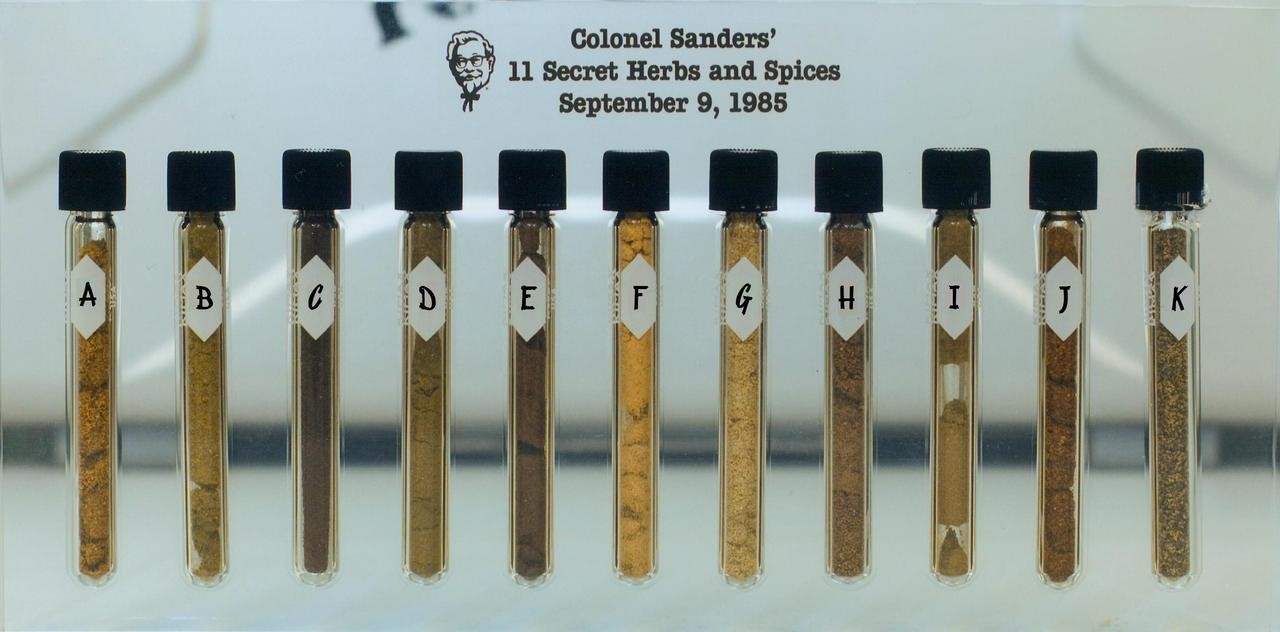 Colonel Sanders'
11 Secret Herbs and Spices
September 9, 1985
A
B
C
D
E
F
G
H
I
J
K